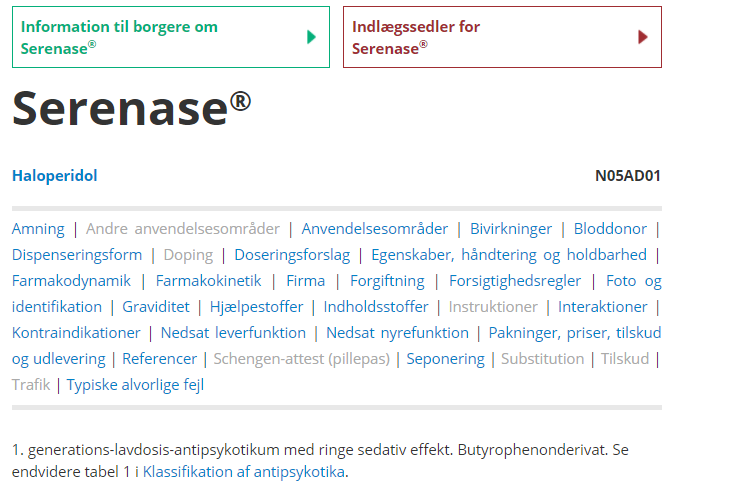 Information til borgere om
Serenase®
Indlægssedler for
Serenase®
Serenase®
Haloperidol N05AD01
Amning | Andre anvendelsesområder | Anvendelsesområder | Bivirkninger | Bloddonor |
Dispenseringsform | Doping | Doseringsforslag | Egenskaber, håndtering og holdbarhed |
Farmakodynamik | Farmakokinetik | Firma | Forgiftning | Forsigtighedsregler | Foto og
identifikation | Graviditet | Hjælpestoffer | Indholdsstoffer | Instruktioner | Interaktioner |
Kontraindikationer | Nedsat leverfunktion | Nedsat nyrefunktion | Pakninger, priser, tilskud
og udlevering | Referencer | Schengen-attest (pillepas) | Seponering | Substitution | Tilskud |
Trafik | Typiske alvorlige fejl
1. generations-lavdosis-antipsykotikum med ringe sedativ effekt. Butyrophenonderivat. Se
endvidere tabel 1 i Klassifikation af antipsykotika.